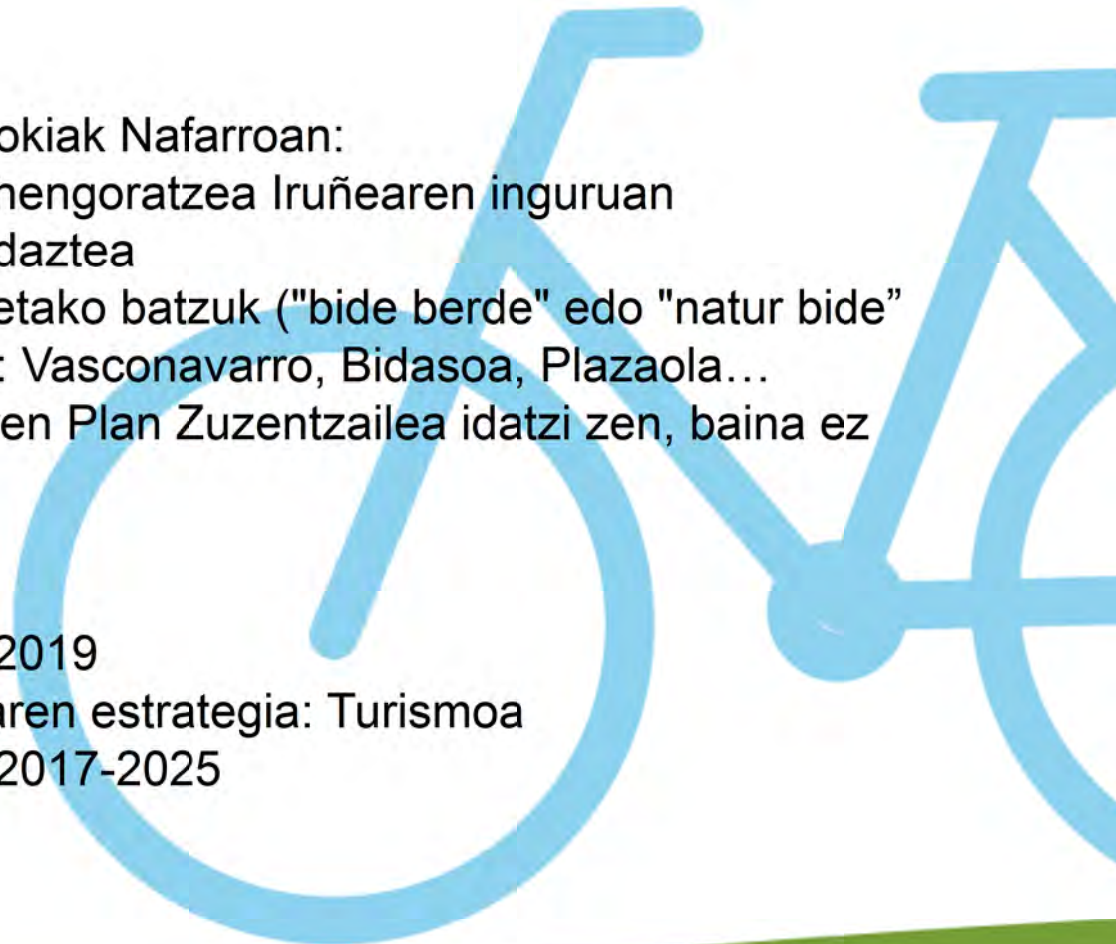 okiak Nafarroan:
hengoratzea Iruñearen inguruan
daztea
etako batzuk ("bide berde" edo "natur bide”
: Vasconavarro, Bidasoa, Plazaola…
en Plan Zuzentzailea idatzi zen, baina ez
2019
aren estrategia: Turismoa
2017-2025